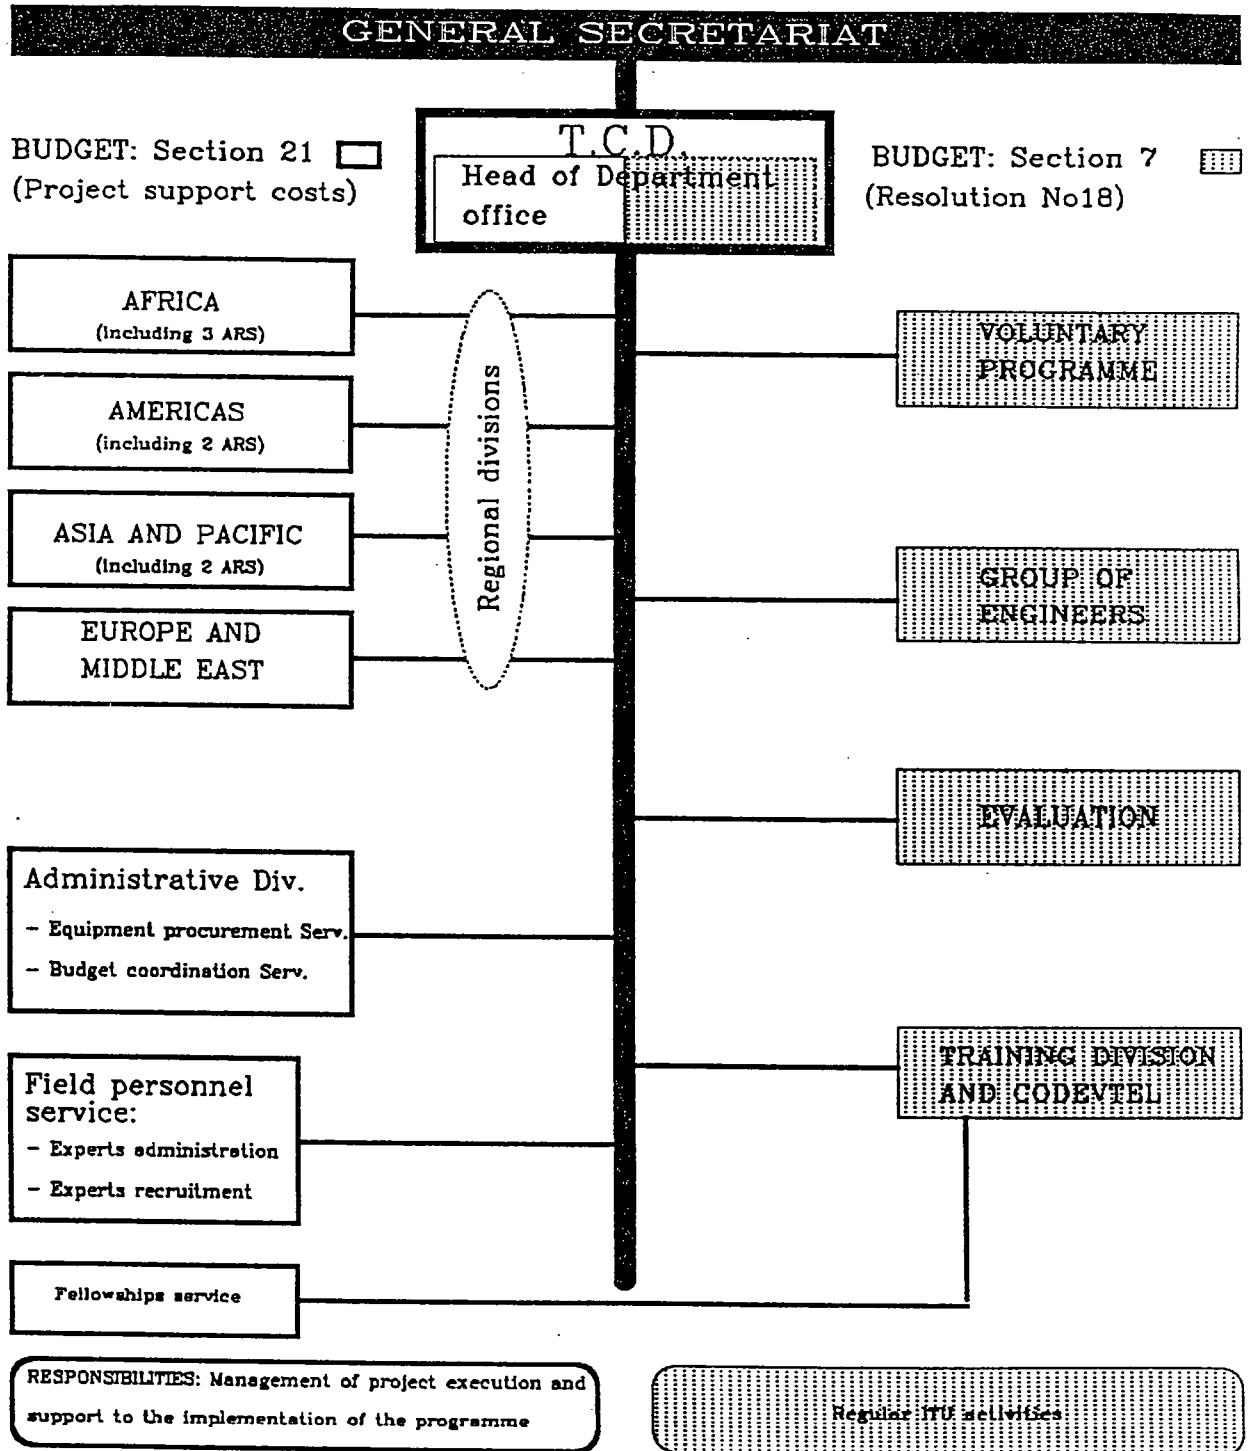 GENERAL SECRETARIAT
BUDGET: Section 21
(Project support costs)
T.C.D.
Head of Department
office
BUDGET: Section 7
(Resolution No18)
AFRICA
(including 3 ARS)
AMERICAS
(including 2 ARS)
ASIA AND PACIFIC
(including 2 ARS)
EUROPE AND
MIDDLE EAST
Regional divisions
VOLUNTARY
PROGRAMME
GROUP OF
ENGINEERS
EVALUATION
Administrative Div.
- Equipment procurement Serv.
- Budget coordination Serv.
Field personnel
service:
- Experts administration
- Experts recruitment
TRAINING DIVISION
AND CODEVTEL
Fellowships service
RESPONSIBILITIES: Management of project execution and
support to the implementation of the programme
Regular ITU activities